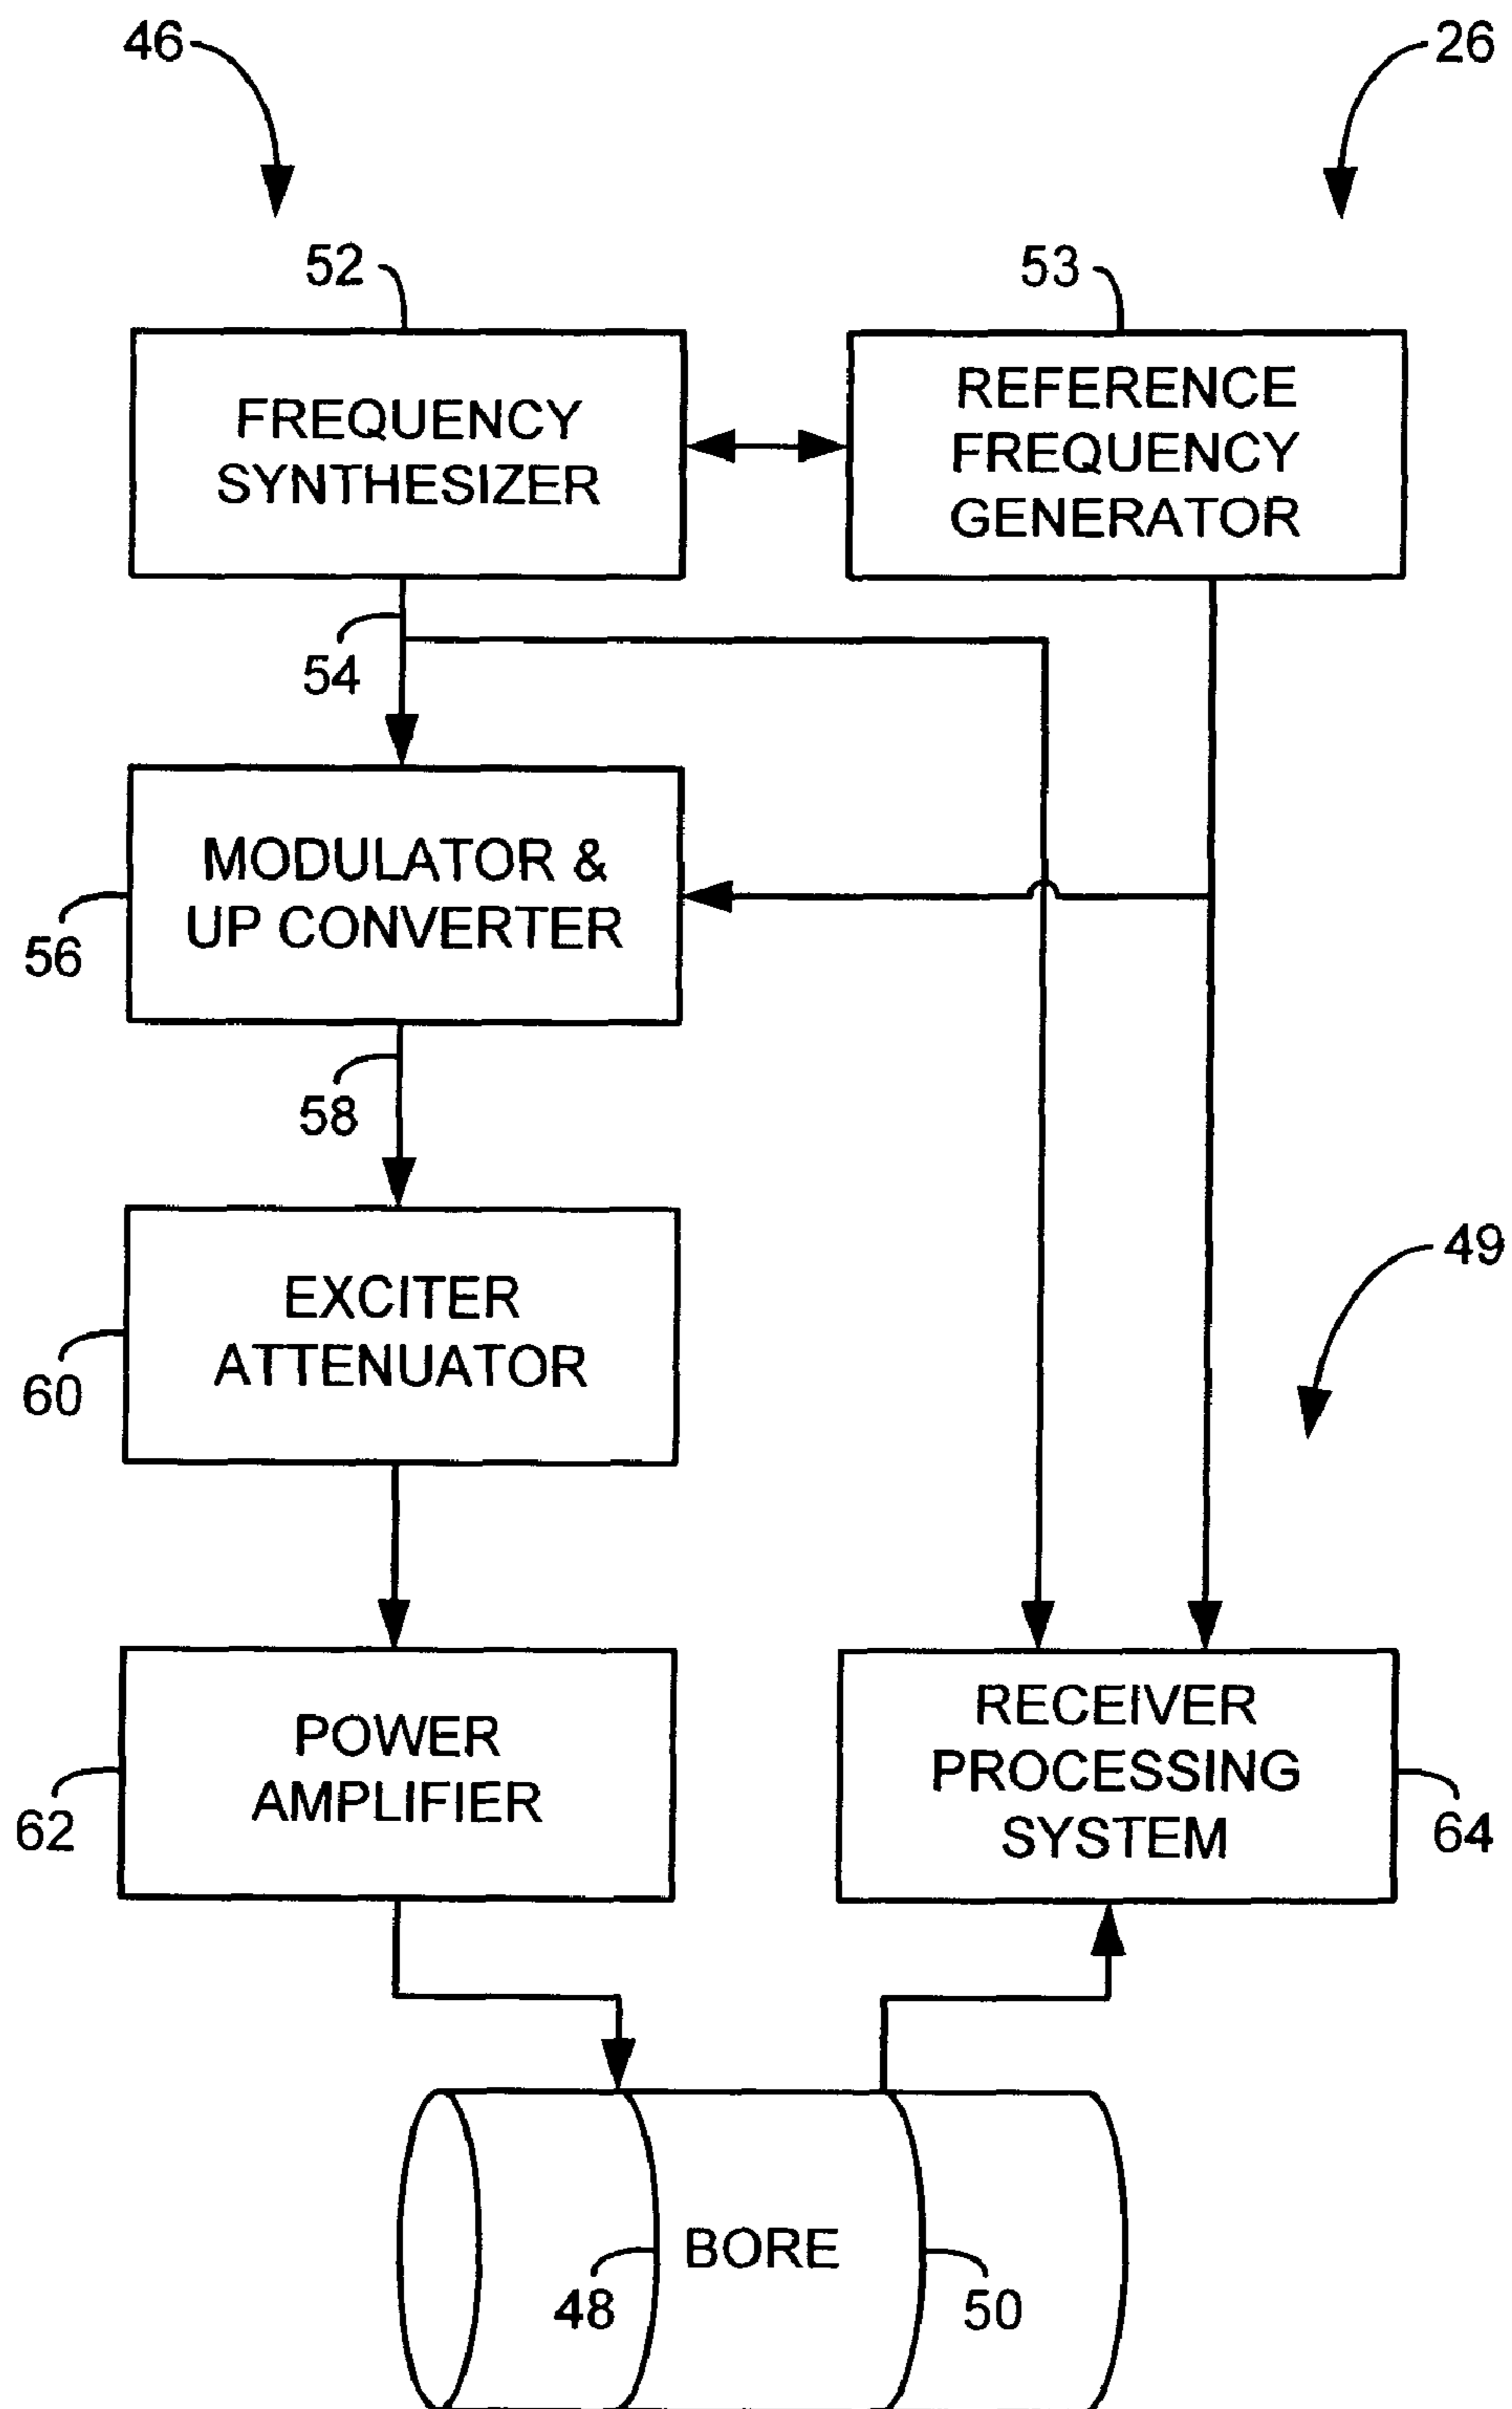 46
26
52
53
FREQUENCY
SYNTHESIZER
REFERENCE
FREQUENCY
GENERATOR
54
MODULATOR &
UP CONVERTER
56
58
49
EXCITER
ATTENUATOR
60
POWER
AMPLIFIER
62
RECEIVER
PROCESSING
SYSTEM
64
BORE
48
50